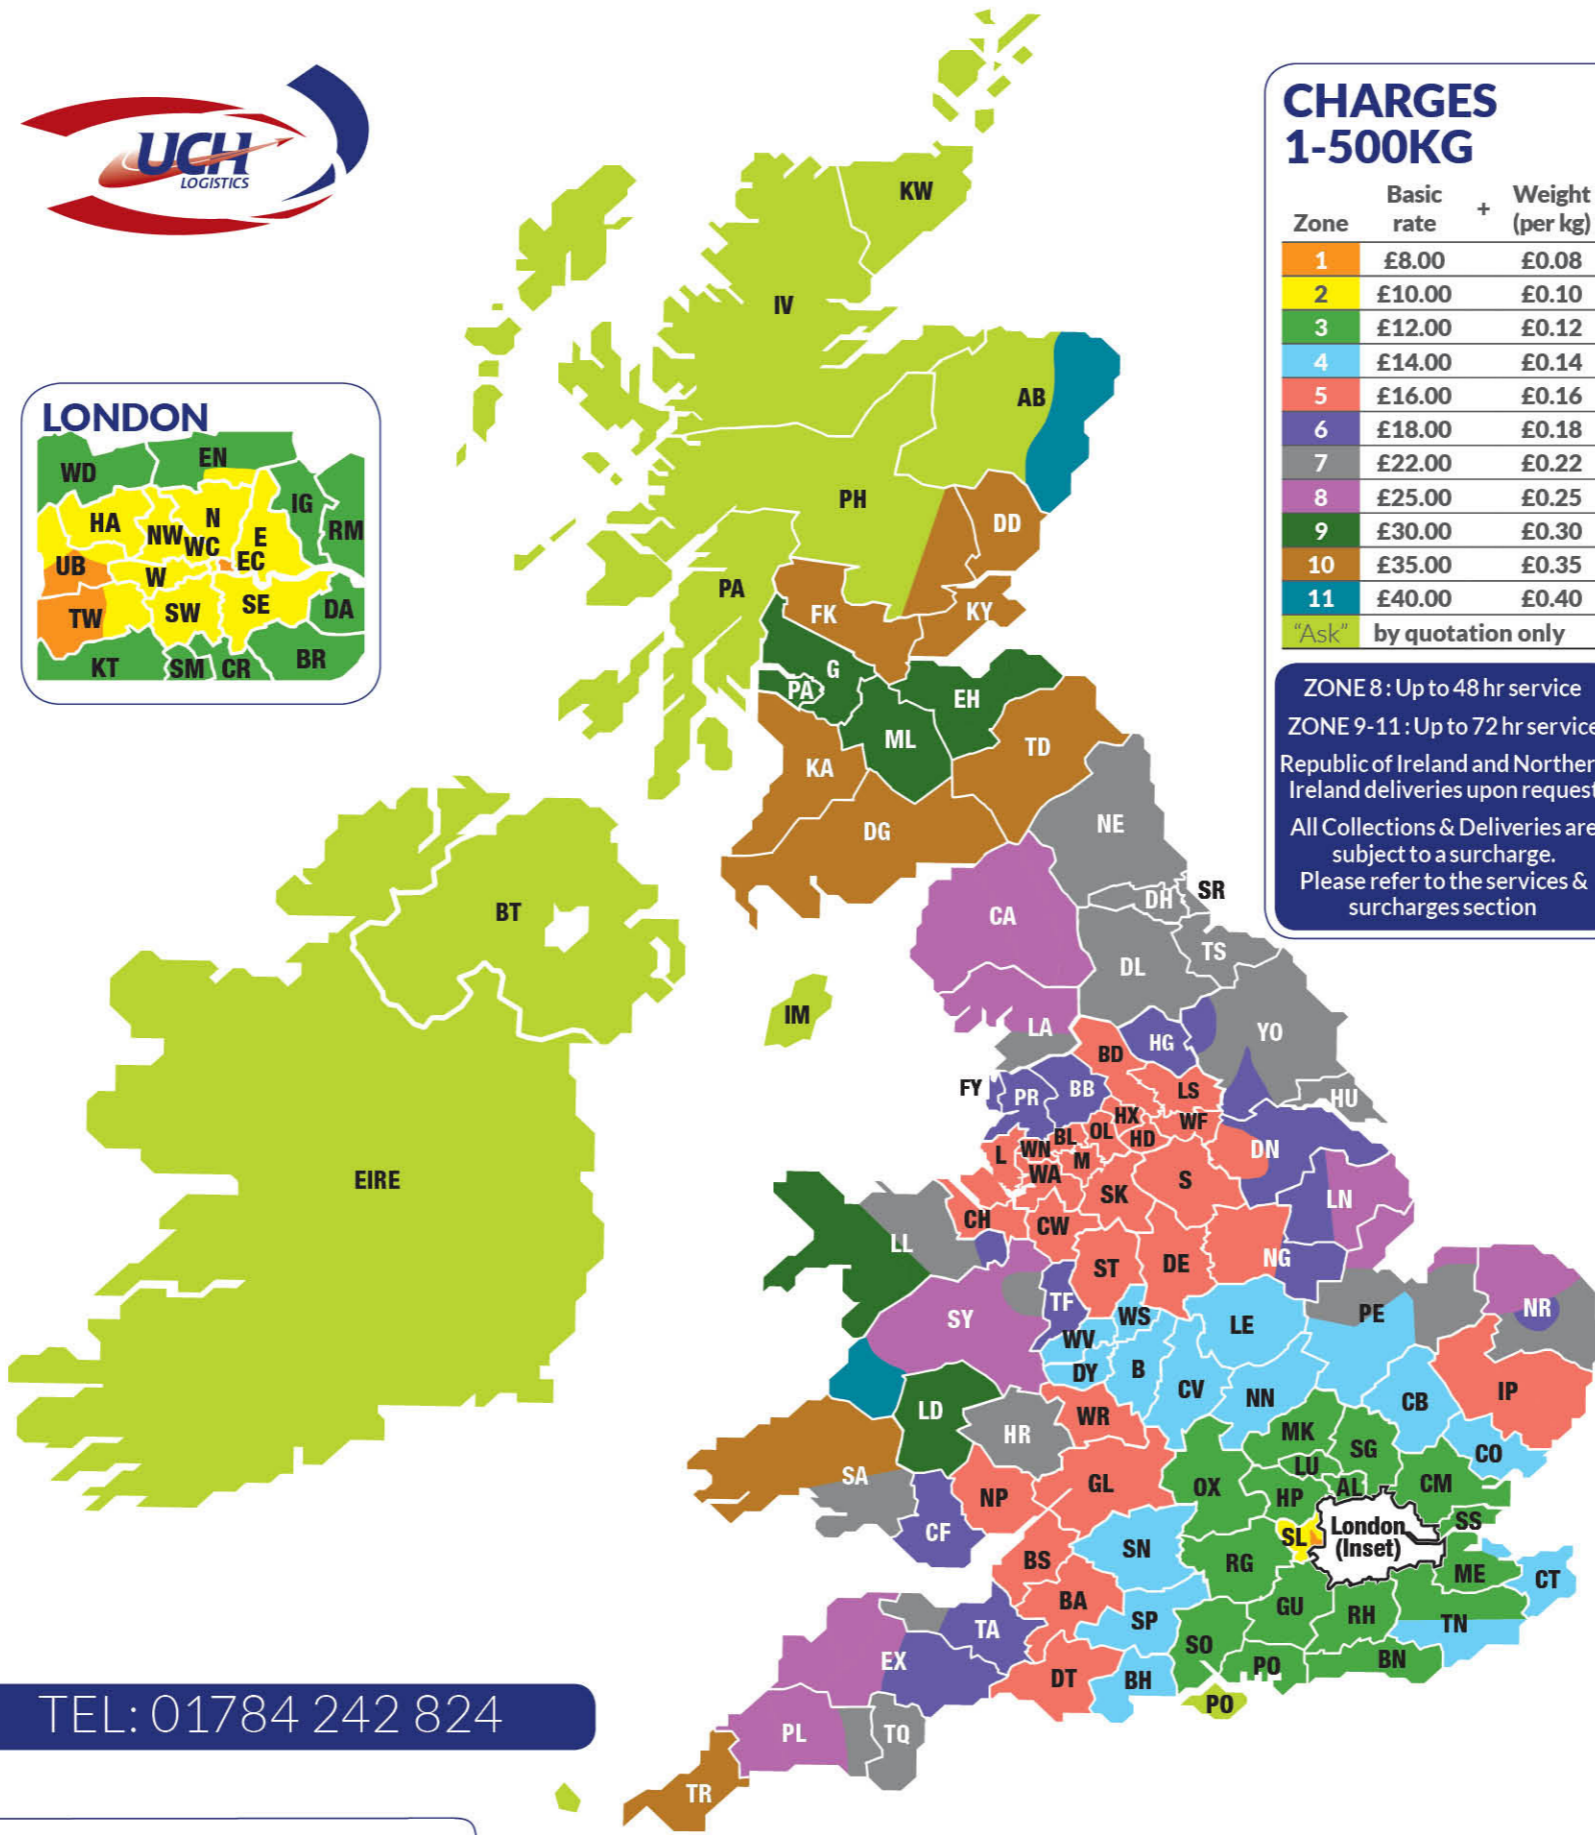 UCH
LOGISTICS
CHARGES
1-500KG
Zone Basic rate + Weight (per kg)
1 £8.00 £0.08
2 £10.00 £0.10
3 £12.00 £0.12
4 £14.00 £0.14
5 £16.00 £0.16
6 £18.00 £0.18
7 £22.00 £0.22
8 £25.00 £0.25
9 £30.00 £0.30
10 £35.00 £0.35
11 £40.00 £0.40
"Ask" by quotation only
ZONE 8 : Up to 48 hr service
ZONE 9-11 : Up to 72 hr service
Republic of Ireland and Norther
Ireland deliveries upon request
All Collections & Deliveries are
subject to a surcharge.
Please refer to the services &
surcharges section
LONDON
WD
EN
IG
RM
HA
NW
N
WC
E
EC
UB
W
TW
SW
SE
DA
KT
SM
CR
BR
KW
IV
AB
PH
DD
PA
FK
KY
G
PA
EH
ML
TD
KA
DG
NE
BT
CA
DH
SR
DL
TS
IM
LA
YO
HG
BD
FY
PR
BB
LS
HU
HX
WF
BL
OL
HD
DN
L
WN
M
WA
S
SK
LN
EIRE
CH
CW
LL
NG
ST
DE
TF
WS
SY
LE
PE
NR
WV
DY
B
CV
NN
CB
IP
LD
WR
HR
MK
SG
CO
LU
SA
NP
GL
OX
HP
AL
CM
CF
SL
London
(Inset)
SS
BS
SN
RG
ME
CT
BA
GU
RH
TN
TA
SP
SO
EX
PO
BN
DT
BH
PO
PL
TQ
TR
TEL: 01784 242 824